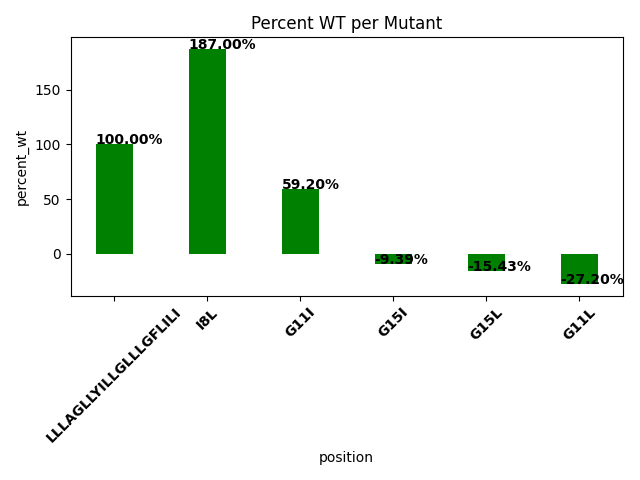 Percent WT per Mutant
percent_wt
150
100
50
0
100.00%
187.00%
59.20%
-9.39%
-15.43%
-27.20%
LLLAGLLYILLGLLLGFLILI
I8L
G11I
G15I
G15L
G11L
position